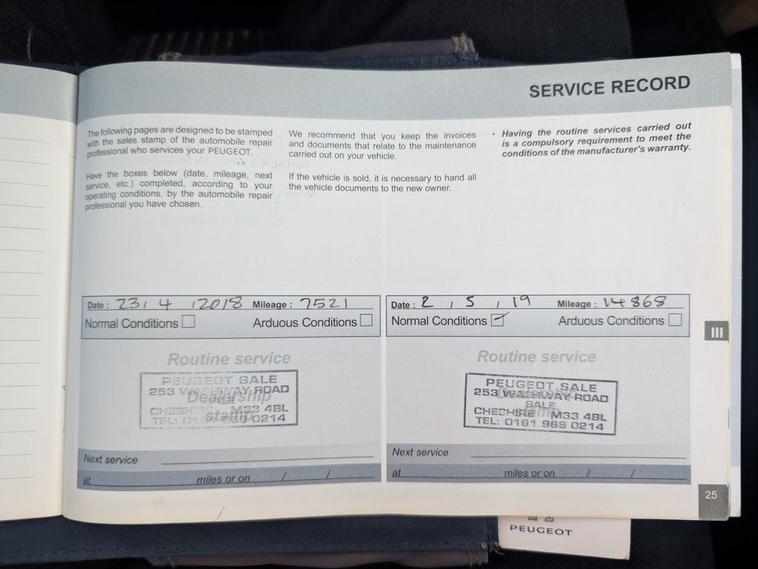 SERVICE RECORD
The following pages are designed to be stamped
with the sales stamp of the automobile repair
professional who services your PEUGEOT.
Have the boxes below (date, mileage, next
service, etc.) completed, according to your
operating conditions, by the automobile repair
professional you have chosen.
We recommend that you keep the invoices
and documents that relate to the maintenance
carried out on your vehicle.
If the vehicle is sold, it is necessary to hand all
the vehicle documents to the new owner.
• Having the routine services carried out
is a compulsory requirement to meet the
conditions of the manufacturer's warranty.
Date : 23 / 4 / 2018 Mileage : 7521
Normal Conditions Arduous Conditions
Routine service
PEUGEOT SALE
253 WASHWAY ROAD
Dealership
M33 4BL
stamp
TEL: 0214
Next service
at miles or on / /
Date : 2 / 5 / 19 Mileage : 14868
Normal Conditions Arduous Conditions
Routine service
PEUGEOT SALE
253 WASHWAY ROAD
SALE
CHECHIRE M33 4BL
TEL: 0161 969 0214
Next service
at miles or on / /
III
25
PEUGEOT